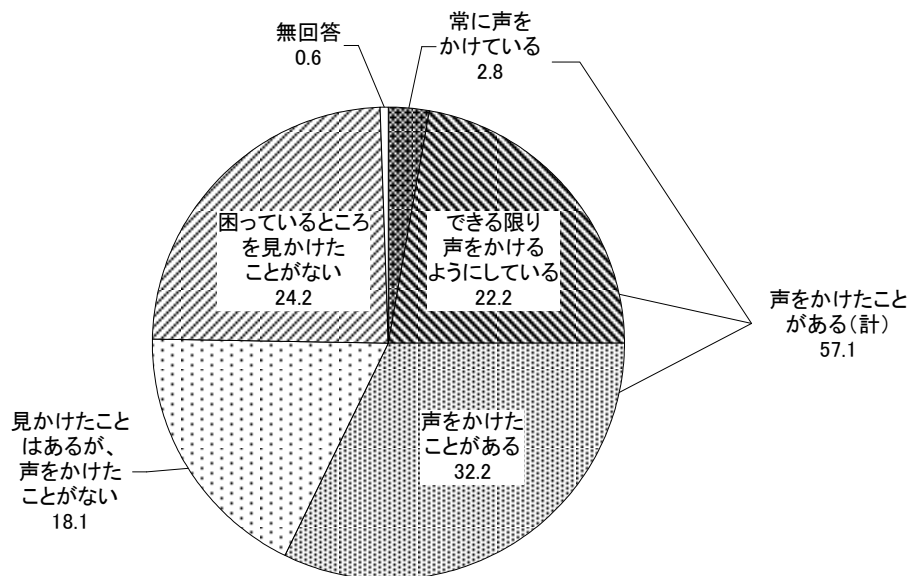 無回答
0.6
常に声を
かけている
2.8
困っているところ
を見かけた
ことがない
24.2
できる限り
声をかける
ようにしている
22.2
声をかけたこと
がある（計）
57.1
見かけたこと
はあるが、
声をかけた
ことがない
18.1
声をかけた
ことがある
32.2